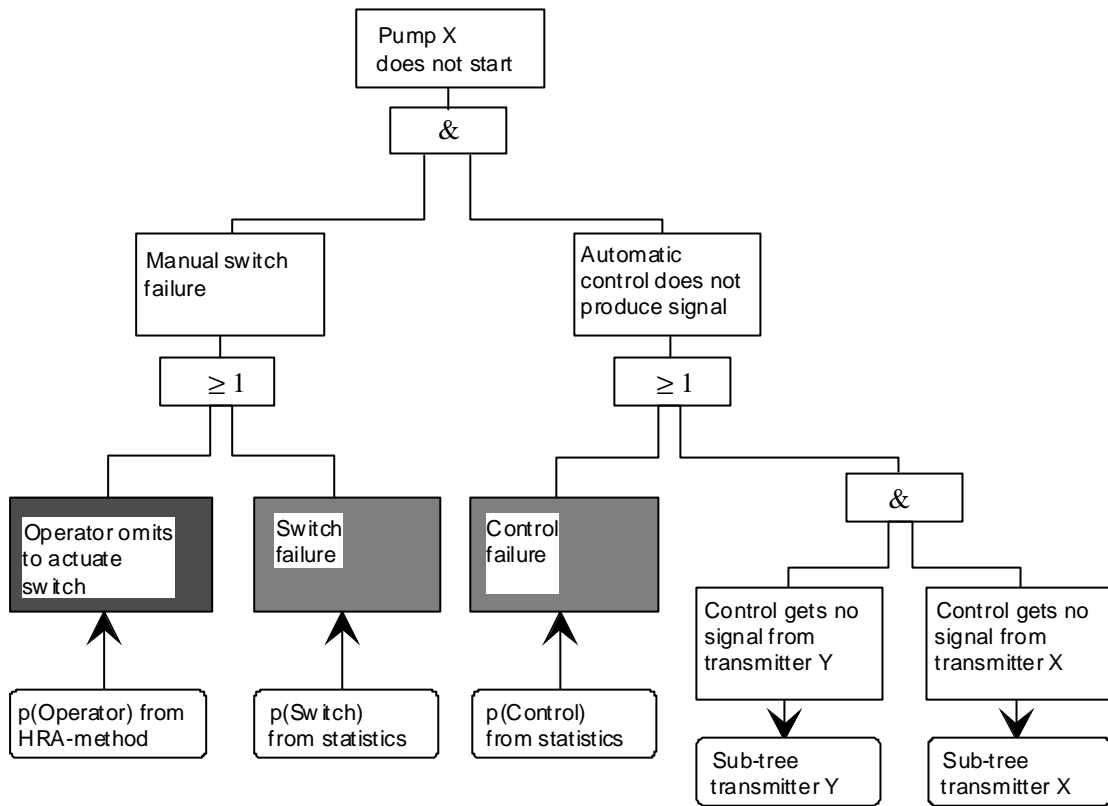 Pump X
does not start
&
Manual switch
failure
Automatic
control does not
produce signal
≥ 1
≥ 1
&
Operator omits
to actuate
switch
Switch
failure
Control
failure
Control gets no
signal from
transmitter Y
Control gets no
signal from
transmitter X
p(Operator) from
HRA-method
p(Switch)
from statistics
p(Control)
from statistics
Sub-tree
transmitter Y
Sub-tree
transmitter X